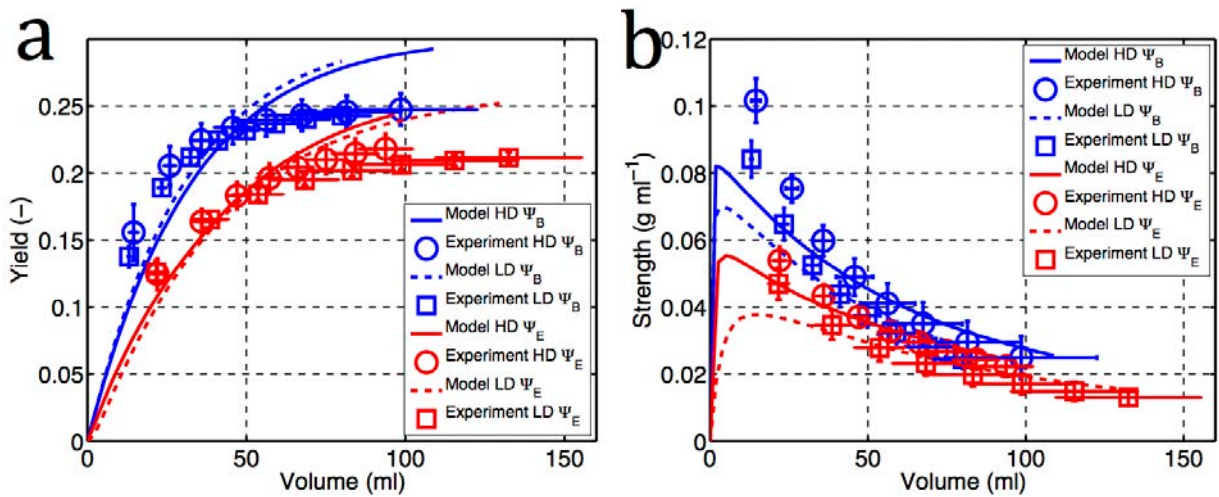 a
0.25
0.2
0.15
0.1
0.05
0
0
50
100
150
Yield (–)
Volume (ml)
Model HD Ψ_B
Experiment HD Ψ_B
Model LD Ψ_B
Experiment LD Ψ_B
Model HD Ψ_E
Experiment HD Ψ_E
Model LD Ψ_E
Experiment LD Ψ_E
b
0.12
0.1
0.08
0.06
0.04
0.02
0
0
50
100
150
Strength (g ml⁻¹)
Volume (ml)
Model HD Ψ_B
Experiment HD Ψ_B
Model LD Ψ_B
Experiment LD Ψ_B
Model HD Ψ_E
Experiment HD Ψ_E
Model LD Ψ_E
Experiment LD Ψ_E